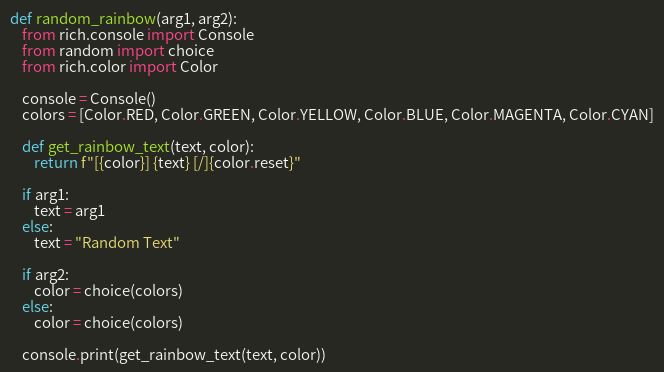 def random_rainbow(arg1, arg2):
from rich.console import Console
from random import choice
from rich.color import Color
console = Console()
colors = [Color.RED, Color.GREEN, Color.YELLOW, Color.BLUE, Color.MAGENTA, Color.CYAN]
def get_rainbow_text(text, color):
return f"[{color}] {text} [/]{color.reset}"
if arg1:
text = arg1
else:
text = "Random Text"
if arg2:
color = choice(colors)
else:
color = choice(colors)
console.print(get_rainbow_text(text, color))